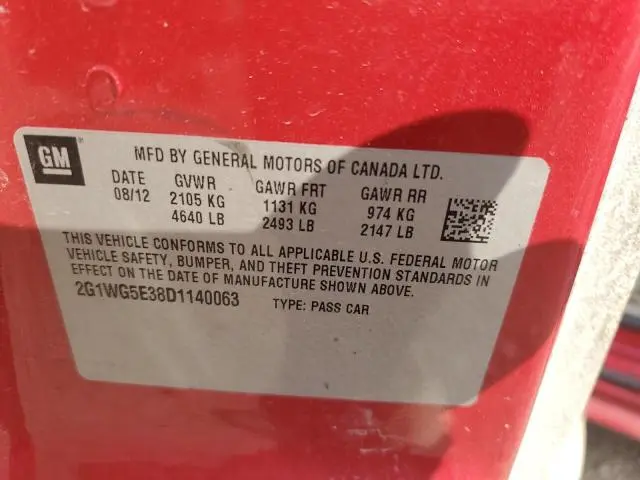 GM
MFD BY GENERAL MOTORS OF CANADA LTD.
DATE GVWR GAWR FRT GAWR RR
08/12 2105 KG 1131 KG 974 KG
4640 LB 2493 LB 2147 LB
THIS VEHICLE CONFORMS TO ALL APPLICABLE U.S. FEDERAL MOTOR
VEHICLE SAFETY, BUMPER, AND THEFT PREVENTION STANDARDS IN
EFFECT ON THE DATE OF MANUFACTURE SHOWN ABOVE.
2G1WG5E38D1140063 TYPE: PASS CAR